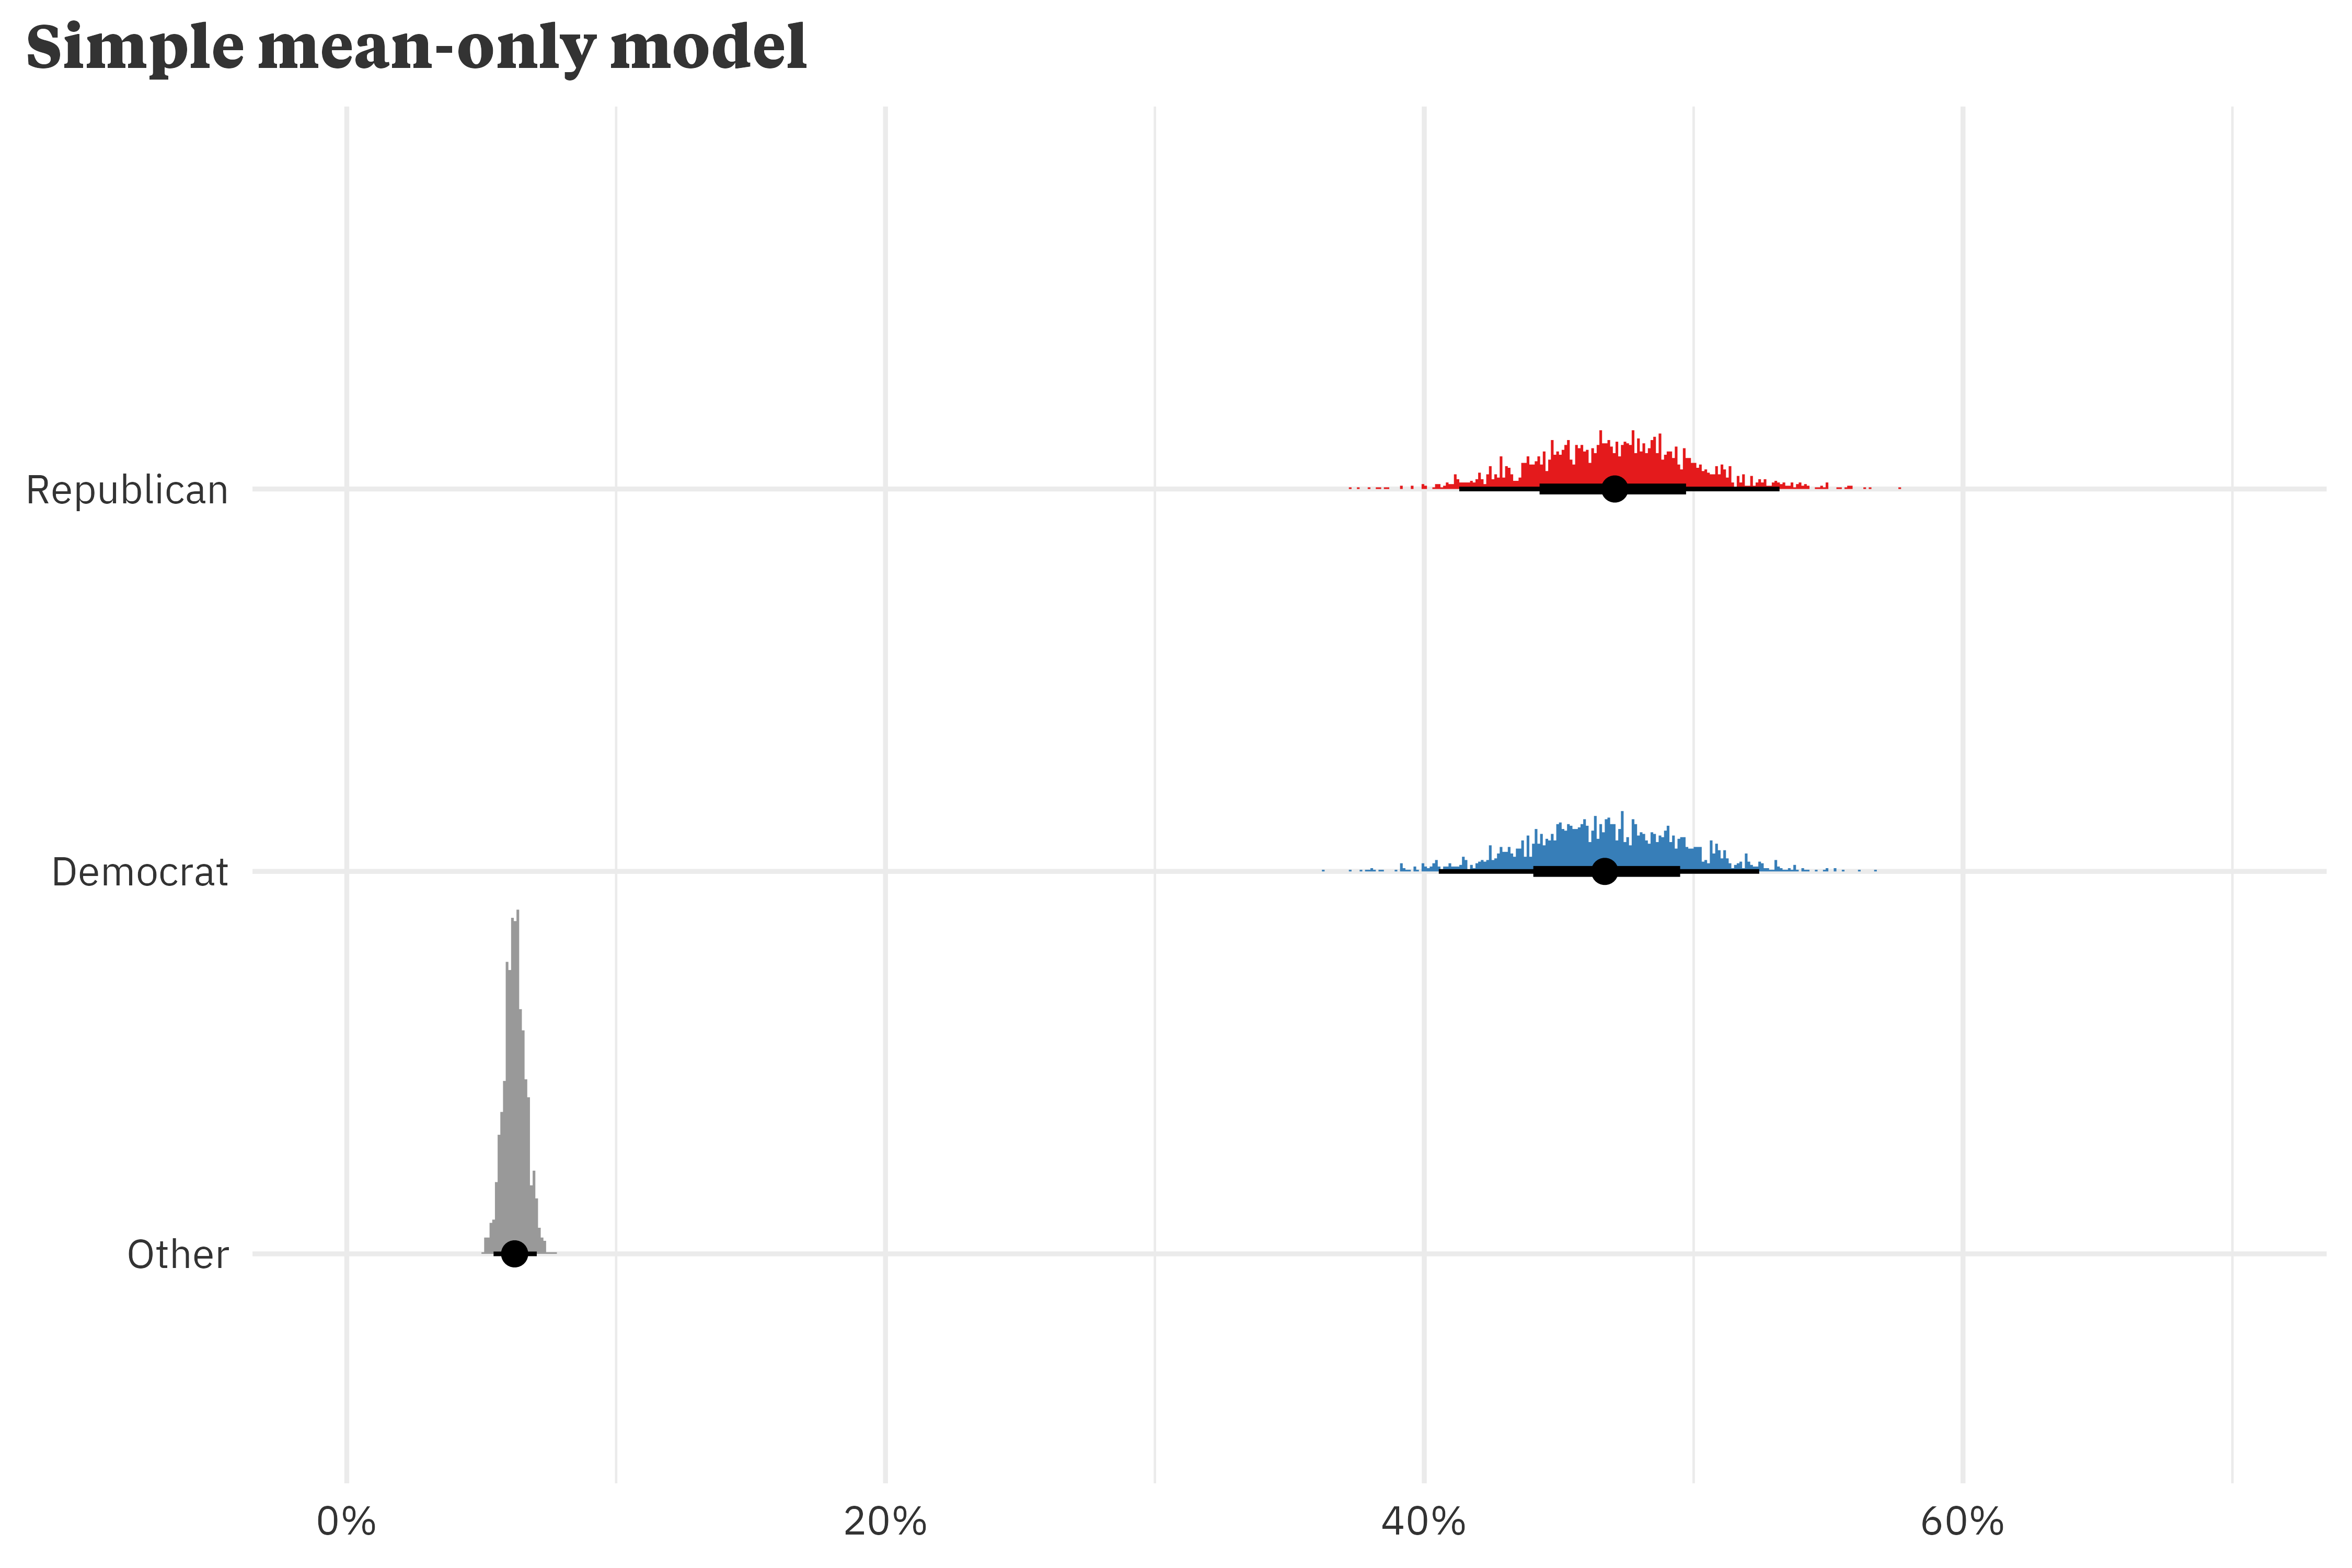 Simple mean-only model
Republican
Democrat
Other
0% 20% 40% 60%